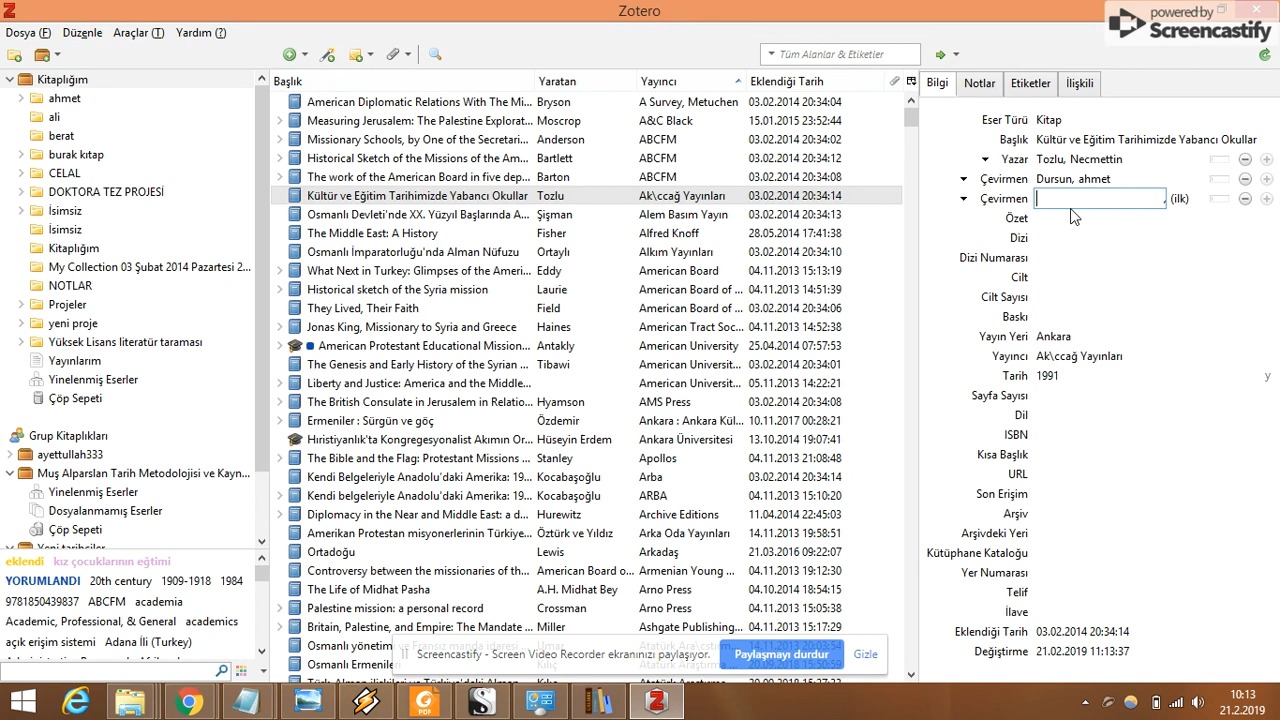 Zotero
powered by
Screencastify
Dosya (F) Düzenle Araçlar (T) Yardım (?)
Tüm Alanlar & Etiketler
Kitaplığım
ahmet
ali
berat
burak kıtap
CELAL
DOKTORA TEZ PROJESİ
İsimsiz
İsimsiz
Kitaplığım
My Collection 03 Şubat 2014 Pazartesi 2...
NOTLAR
Projeler
yeni proje
Yüksek Lisans literatür taraması
Yayınlarım
Yinelenmiş Eserler
Çöp Sepeti
Grup Kitaplıkları
ayettullah333
Muş Alparslan Tarih Metodolojisi ve Kayn...
Yinelenmiş Eserler
Dosyalanmamış Eserler
Çöp Sepeti
Yeni tarihçiler
eklendi kız çocuklarının eğitimi
YORUMLANDI 20th century 1909-1918 1984
9781850439837 ABCFM academia
Academic, Professional, & General academics
açık erişim sistemi Adana İli (Turkey)
Başlık Yaratan Yayıncı Eklendiği Tarih
American Diplomatic Relations With The Mi... Bryson A Survey, Metuchen 03.02.2014 20:34:04
Measuring Jerusalem: The Palestine Explorat... Moscrop A&C Black 15.01.2015 23:52:44
Missionary Schools, by One of the Secretari... Anderson ABCFM 03.02.2014 20:34:04
Historical Sketch of the Missions of the Am... Bartlett ABCFM 03.02.2014 20:34:04
The work of the American Board in five dep... Barton ABCFM 03.02.2014 20:34:04
Kültür ve Eğitim Tarihimizde Yabancı Okullar Tozlu Ak\ccağ Yayınları 03.02.2014 20:34:14
Osmanlı Devleti'nde XX. Yüzyıl Başlarında A... Şişman Alem Basım Yayın 03.02.2014 20:34:04
The Middle East: A History Fisher Alfred Knoff 28.05.2014 17:41:38
Osmanlı İmparatorluğu'nda Alman Nüfuzu Ortaylı Alkım Yayınları 03.02.2014 20:34:10
What Next in Turkey: Glimpses of the Ameri... Eddy American Board 04.11.2013 15:13:19
Historical sketch of the Syria mission Laurie American Board of ... 04.11.2013 14:51:39
They Lived, Their Faith Field American Board of ... 03.02.2014 20:34:06
Jonas King, Missionary to Syria and Greece Haines American Tract Soc... 04.11.2013 14:52:38
American Protestant Educational Mission... Antakly American University 25.04.2014 07:57:53
The Genesis and Early History of the Syrian ... Tibawi American Universit... 03.02.2014 20:34:01
Liberty and Justice: America and the Middle... American Universit... 05.11.2013 14:22:21
The British Consulate in Jerusalem in Relatio... Hyamson AMS Press 03.02.2014 20:34:04
Ermeniler : Sürgün ve göç Özdemir Ankara : Ankara Kül... 10.11.2017 00:28:21
Hıristiyanlık'ta Kongregesyonalist Akımın Or... Hüseyin Erdem Ankara Üniversitesi 13.10.2014 19:07:41
The Bible and the Flag: Protestant Missions ... Stanley Apollos 04.11.2013 21:08:48
Kendi Belgeleriyle Anadolu'daki Amerika: 19... Kocabaşoğlu Arba 03.02.2014 20:34:04
Kendi belgeleriyle Anadolu'daki Amerika: 19... Kocabaşoğlu ARBA 04.11.2013 15:10:20
Diplomacy in the Near and Middle East: a d... Hurewitz Archive Editions 11.04.2014 22:45:03
Amerikan Protestan misyonerlerinin Türkiye... Öztürk ve Yıldız Arka Oda Yayınları 14.11.2013 19:58:51
Ortadoğu Lewis Arkadaş 21.03.2016 09:22:07
Controversy between the missionaries of th... American Board o... Armenian Young ... 04.11.2013 19:12:30
The Life of Midhat Pasha A.H. Midhat Bey Arno Press 04.10.2014 18:54:15
Palestine mission: a personal record Crossman Arno Press 04.11.2013 15:05:38
Britain, Palestine, and Empire: The Mandate ... Miller Ashgate Publishing... 04.11.2013 15:17:29
Osmanlı yönetim
Osmanlı Ermeniler
Screencastify - Screen Video Recorder ekranınızı paylaşıyor. Paylaşmayı durdur Gizle
Bilgi Notlar Etiketler İlişkili
Eser Türü Kitap
Başlık Kültür ve Eğitim Tarihimizde Yabancı Okullar
Yazar Tozlu, Necmettin
Çevirmen Dursun, ahmet
Çevirmen , (ilk)
Özet
Dizi
Dizi Numarası
Cilt
Cilt Sayısı
Baskı
Yayın Yeri Ankara
Yayıncı Ak\ccağ Yayınları
Tarih 1991 y
Sayfa Sayısı
Dil
ISBN
Kısa Başlık
URL
Son Erişim
Arşiv
Arşivdeki Yeri
Kütüphane Kataloğu
Yer Numarası
Telif
İlave
Eklendiği Tarih 03.02.2014 20:34:14
Değiştirme 21.02.2019 11:13:37
PDF
10:13
21.2.2019